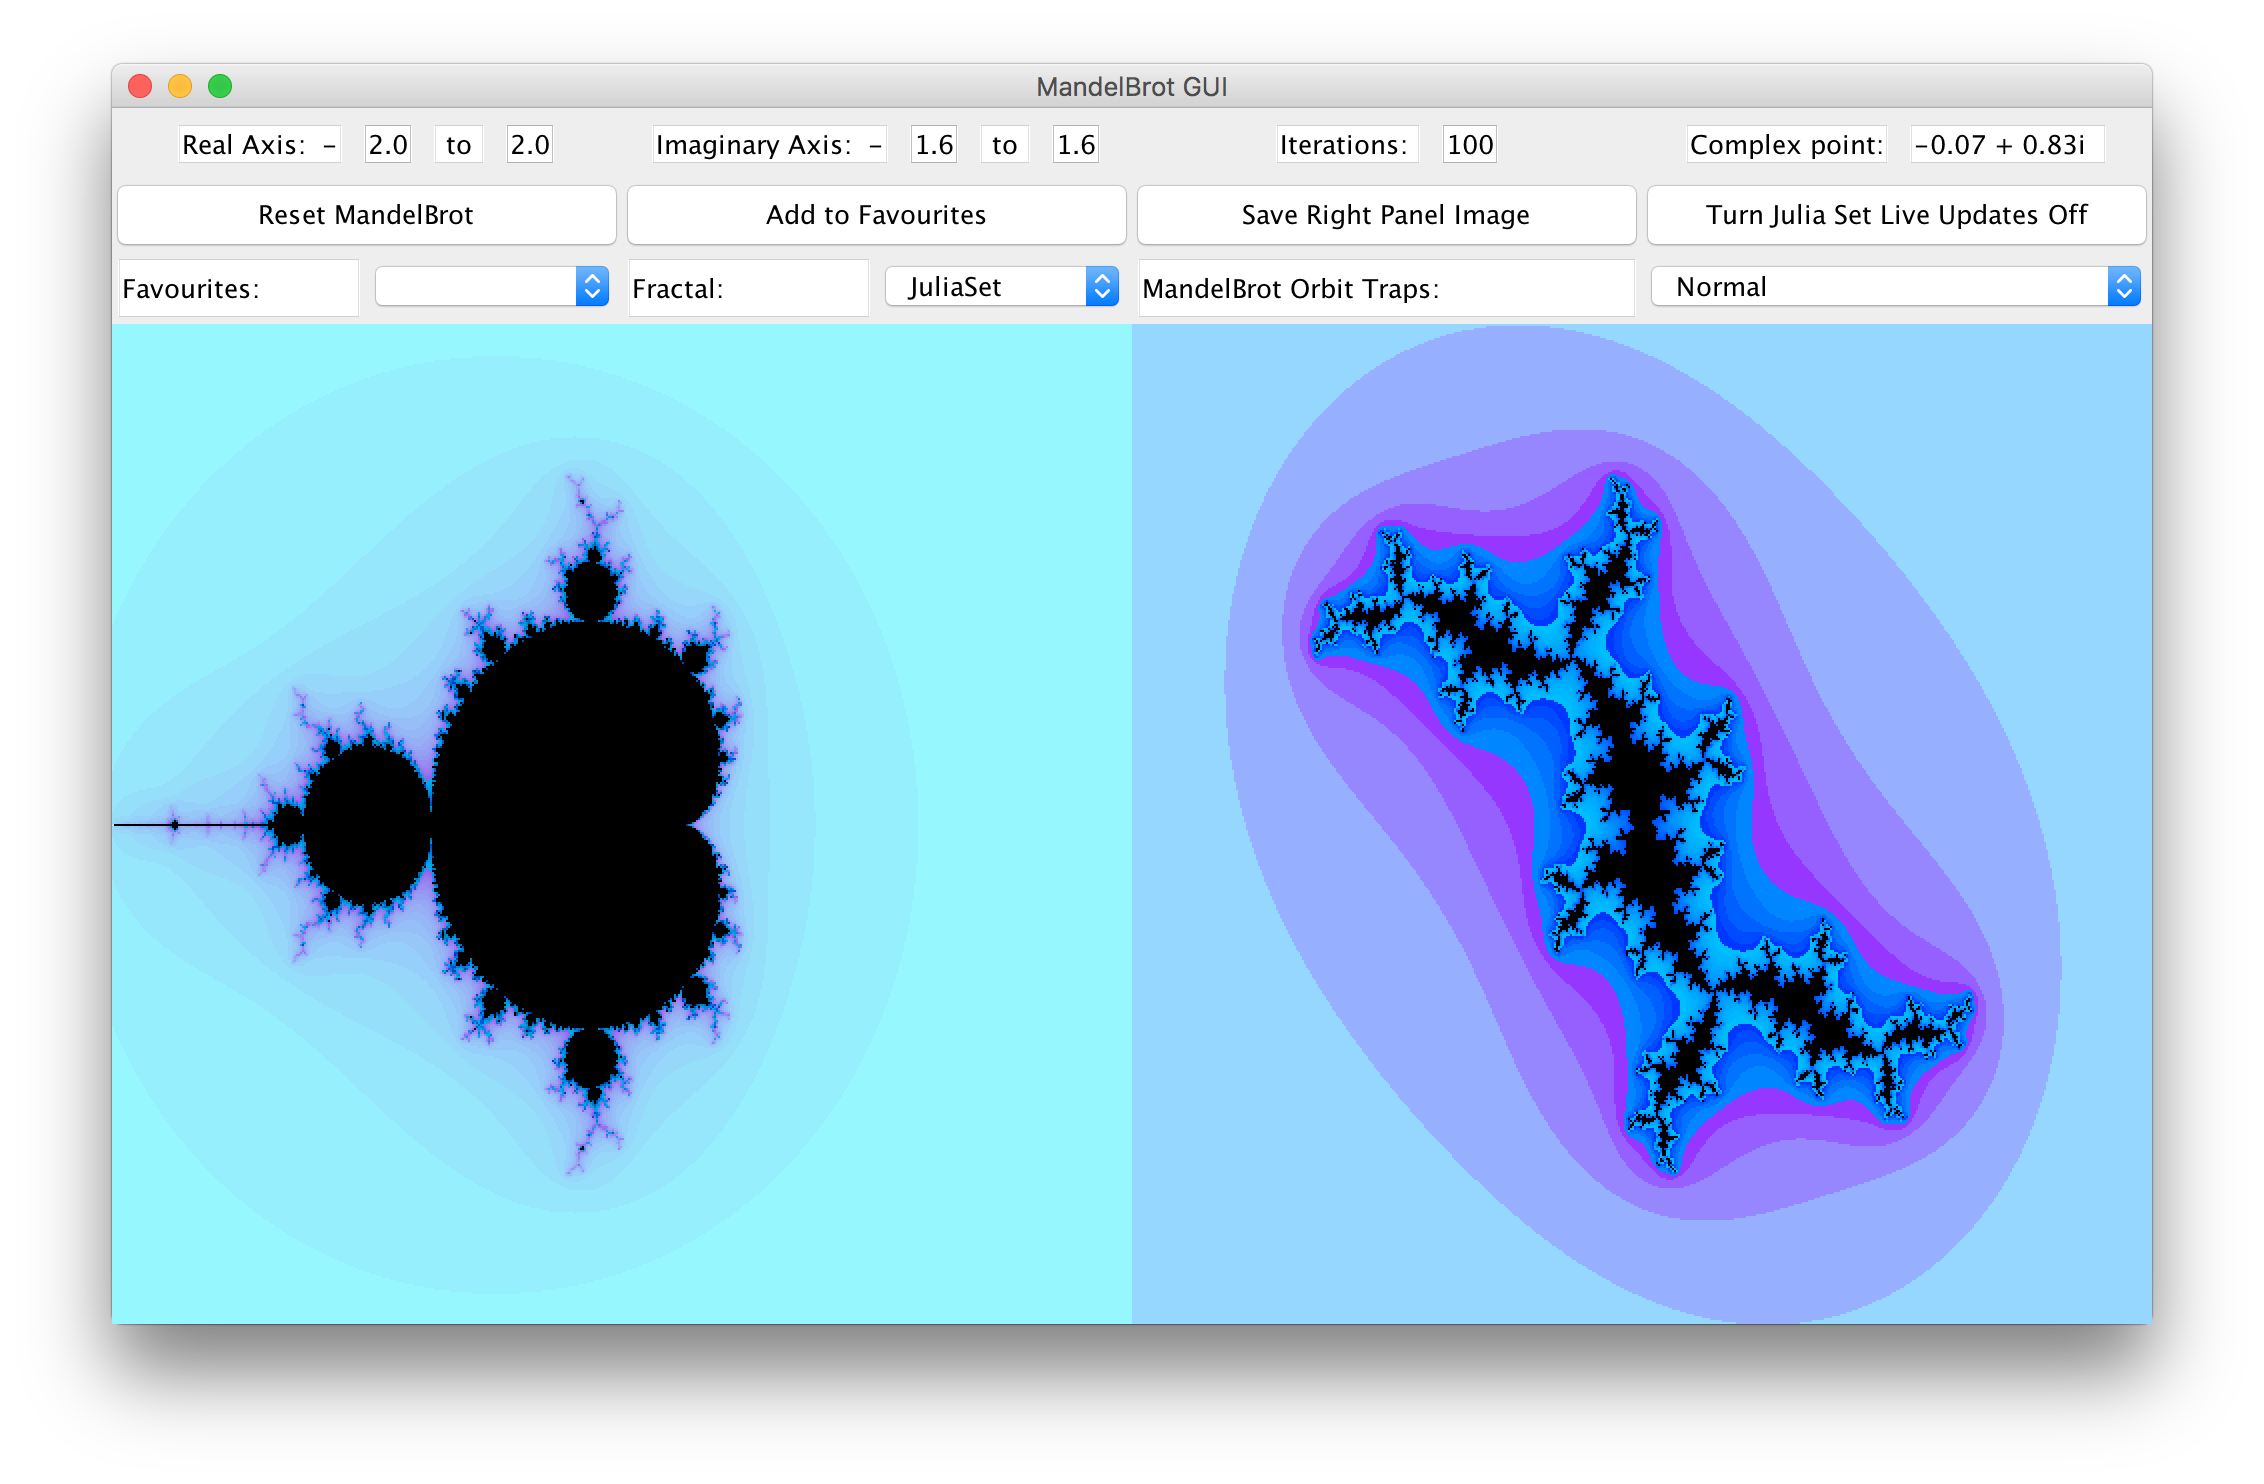 MandelBrot GUI
Real Axis: - 2.0 to 2.0 Imaginary Axis: - 1.6 to 1.6 Iterations: 100 Complex point: -0.07 + 0.83i
Reset MandelBrot Add to Favourites Save Right Panel Image Turn Julia Set Live Updates Off
Favourites: Fractal: JuliaSet MandelBrot Orbit Traps: Normal